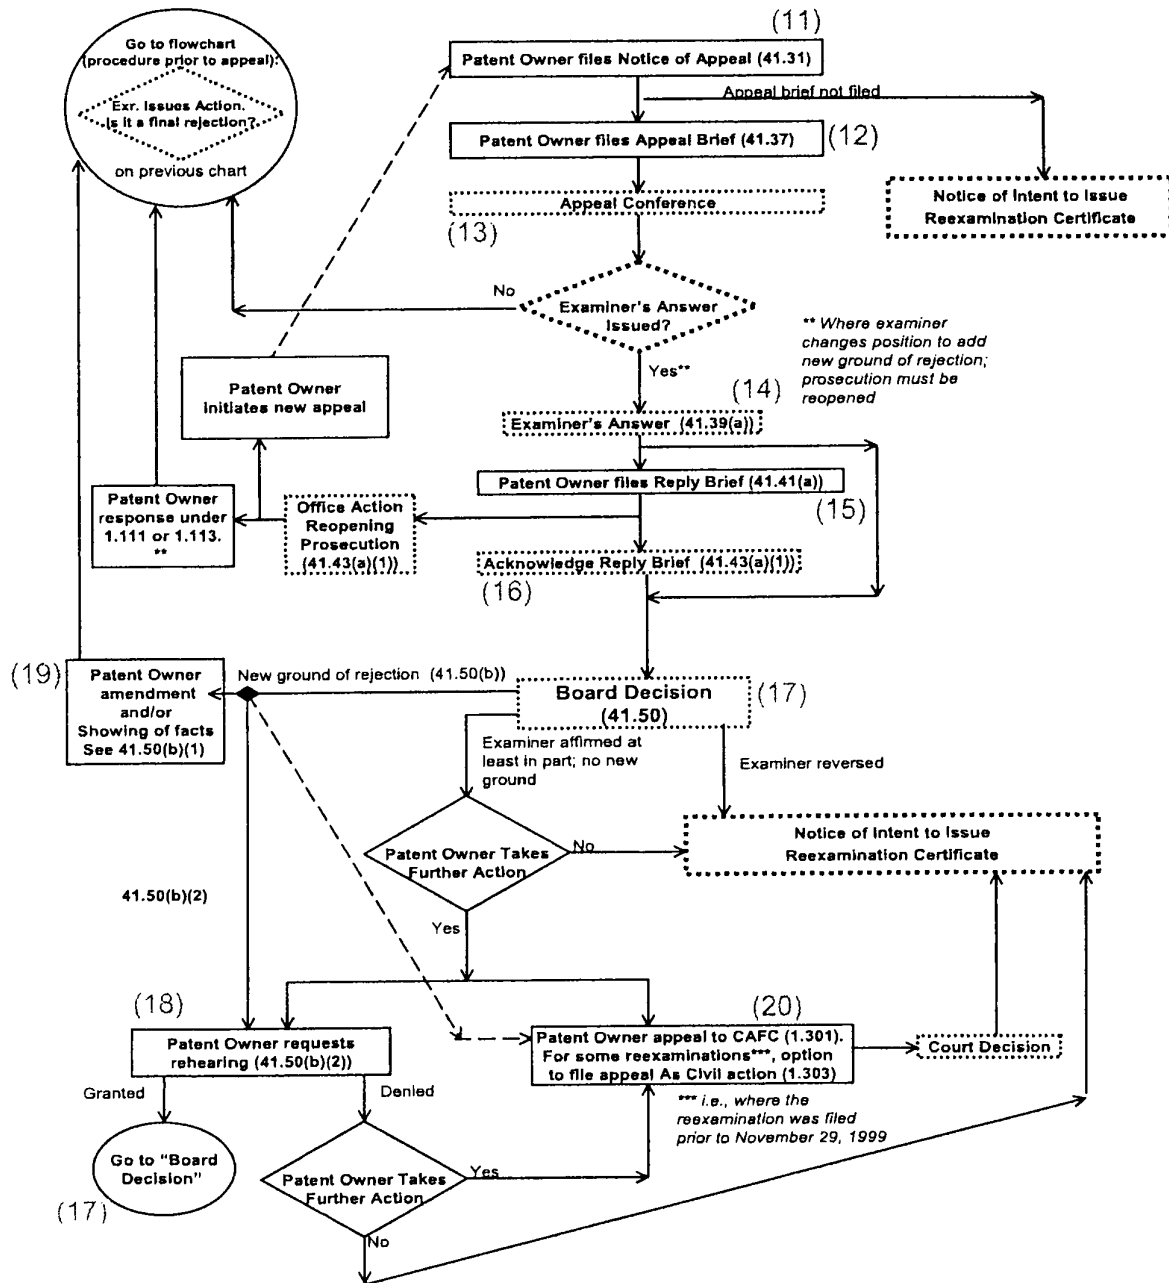 (11)
Go to flowchart
(procedure prior to appeal):
Exr. Issues Action.
Is it a final rejection?
on previous chart
Patent Owner files Notice of Appeal (41.31)
Appeal brief not filed
Patent Owner files Appeal Brief (41.37)
(12)
Notice of Intent to Issue
Reexamination Certificate
Appeal Conference
(13)
No
Examiner's Answer
Issued?
** Where examiner
changes position to add
new ground of rejection;
prosecution must be
reopened
Yes**
(14)
Patent Owner
initiates new appeal
Examiner's Answer (41.39(a))
Patent Owner files Reply Brief (41.41(a))
(15)
Patent Owner
response under
1.111 or 1.113.
**
Office Action
Reopening
Prosecution
(41.43(a)(1))
Acknowledge Reply Brief (41.43(a)(1))
(16)
(19)
Patent Owner
amendment
and/or
Showing of facts
See 41.50(b)(1)
New ground of rejection (41.50(b))
Board Decision
(41.50)
(17)
Examiner affirmed at
least in part; no new
ground
Examiner reversed
Notice of Intent to Issue
Reexamination Certificate
Patent Owner Takes
Further Action
No
41.50(b)(2)
Yes
(18)
Patent Owner requests
rehearing (41.50(b)(2))
(20)
Patent Owner appeal to CAFC (1.301).
For some reexaminations***, option
to file appeal As Civil action (1.303)
Court Decision
Granted
Denied
*** i.e., where the
reexamination was filed
prior to November 29, 1999
Go to "Board
Decision"
(17)
Patent Owner Takes
Further Action
Yes
No